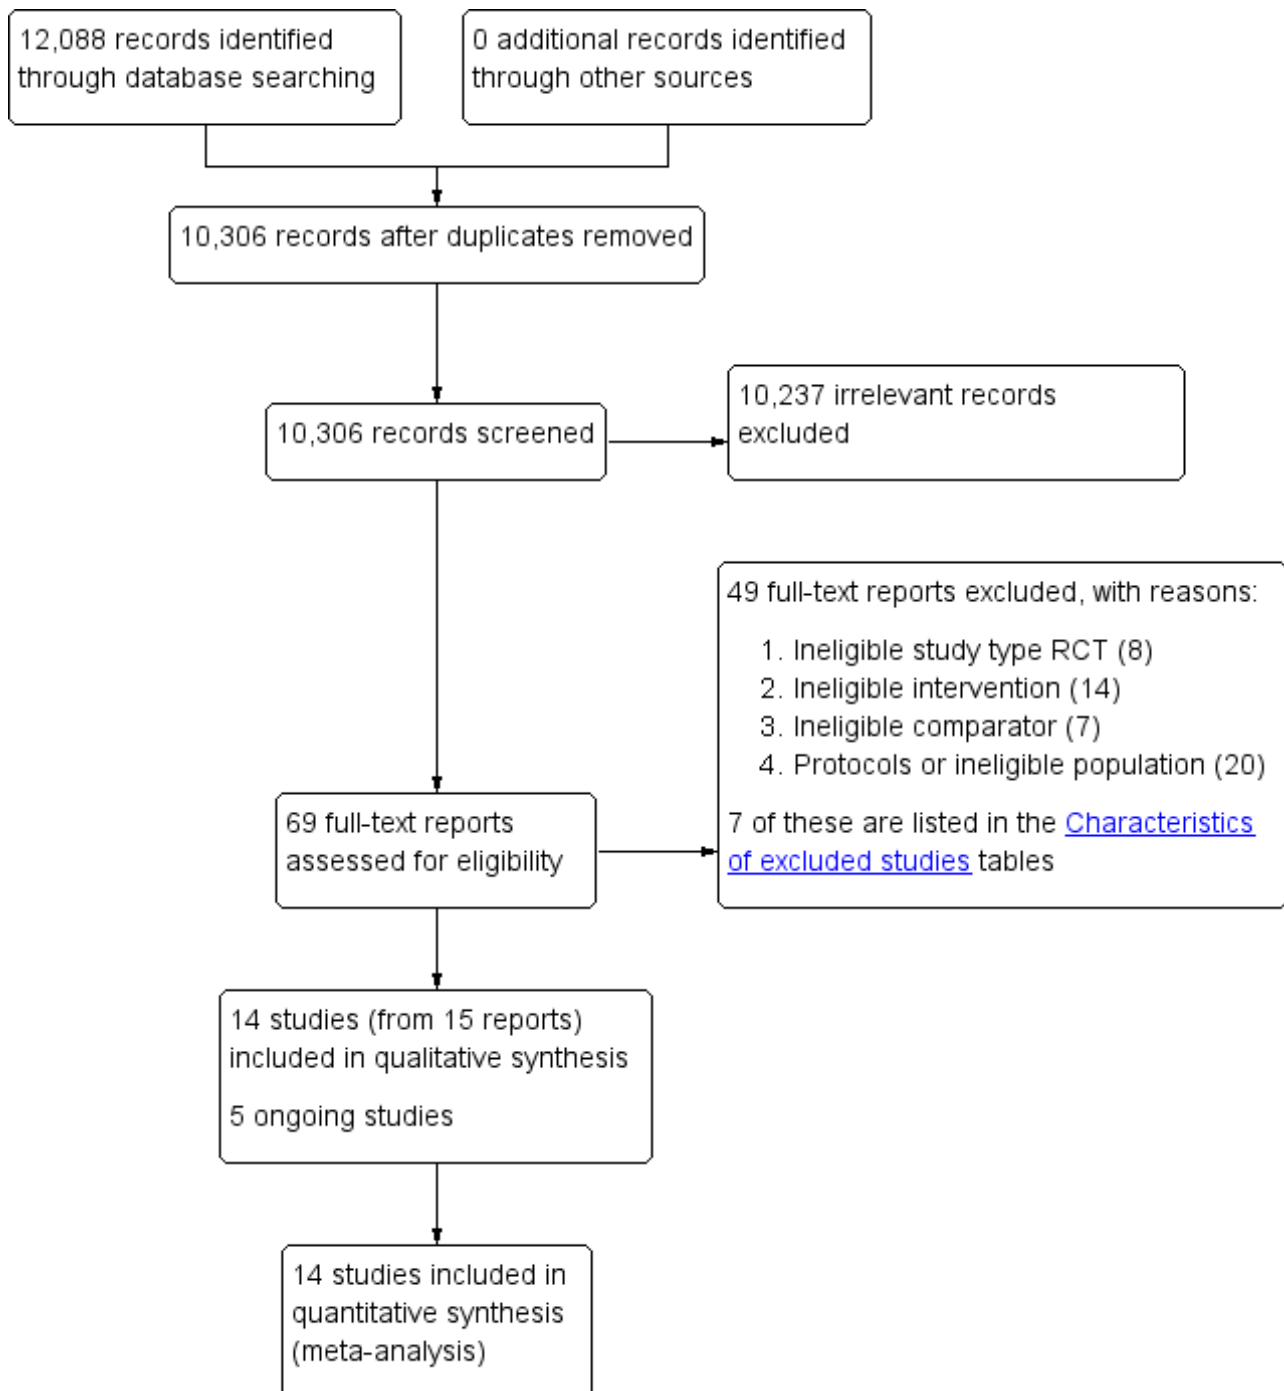 12,088 records identified
through database searching
0 additional records identified
through other sources
10,306 records after duplicates removed
10,306 records screened
10,237 irrelevant records
excluded
49 full-text reports excluded, with reasons:
1. Ineligible study type RCT (8)
2. Ineligible intervention (14)
3. Ineligible comparator (7)
4. Protocols or ineligible population (20)
7 of these are listed in the Characteristics
of excluded studies tables
69 full-text reports
assessed for eligibility
14 studies (from 15 reports)
included in qualitative synthesis
5 ongoing studies
14 studies included in
quantitative synthesis
(meta-analysis)